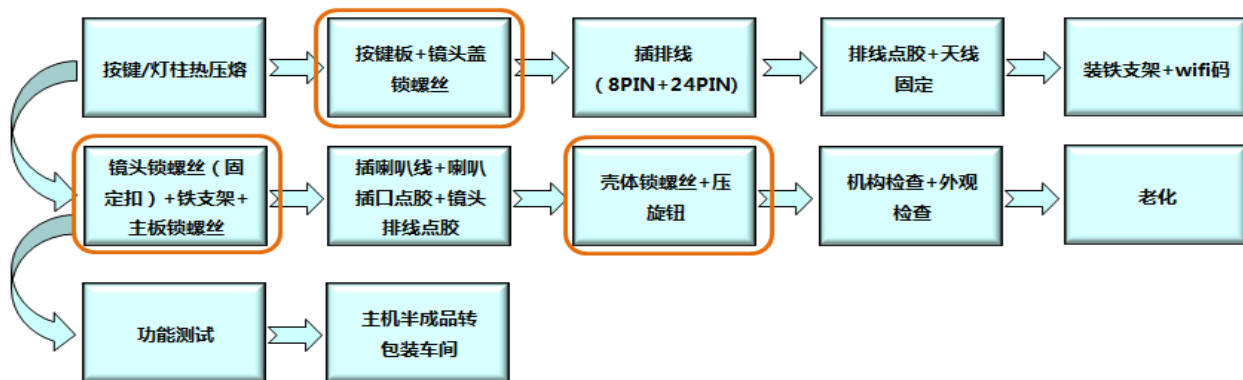 按键/灯柱热压熔
按键板+镜头盖
锁螺丝
插排线
（8PIN+24PIN)
排线点胶+天线
固定
装铁支架+wifi码
镜头锁螺丝（固
定扣）+铁支架+
主板锁螺丝
插喇叭线+喇叭
插口点胶+镜头
排线点胶
壳体锁螺丝+压
旋钮
机构检查+外观
检查
老化
功能测试
主机半成品转
包装车间